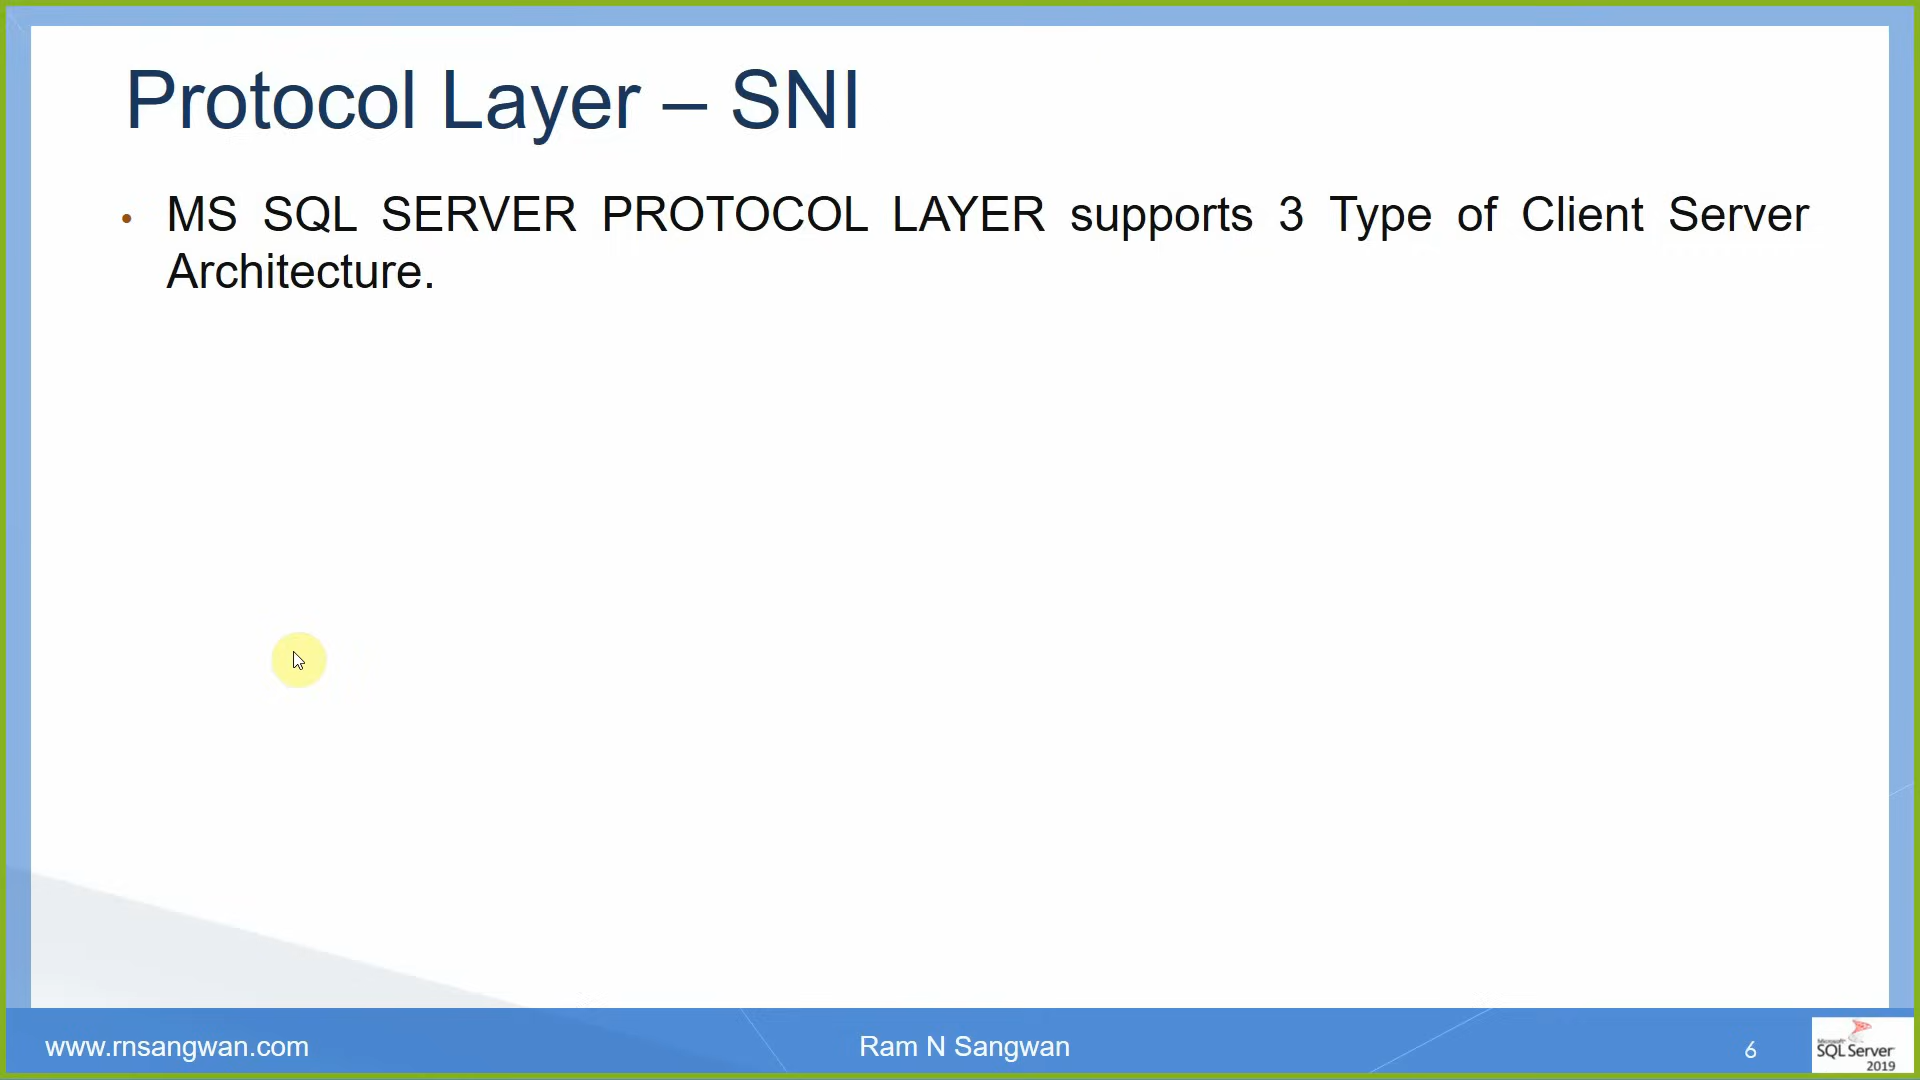 Protocol Layer – SNI
• MS SQL SERVER PROTOCOL LAYER supports 3 Type of Client Server
Architecture.
www.rnsangwan.com
Ram N Sangwan
6
Microsoft
SQL Server
2019